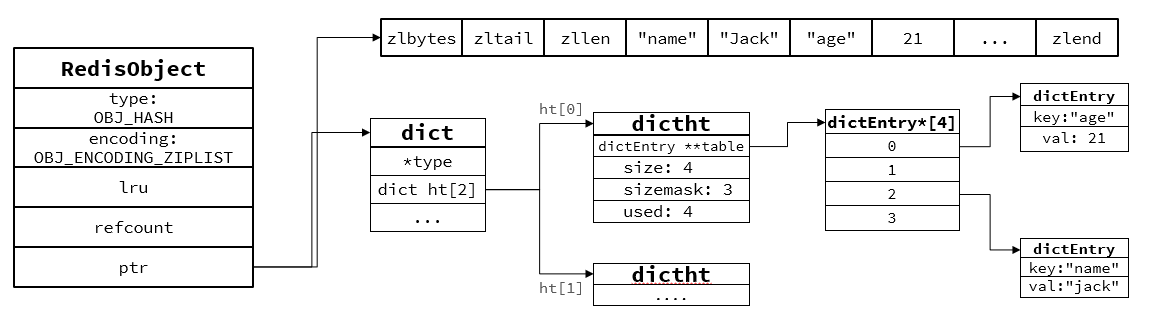 zlbytes zltail zllen "name" "Jack" "age" 21 ... zlend
RedisObject
type:
OBJ_HASH
encoding:
OBJ_ENCODING_ZIPLIST
lru
refcount
ptr
dict
*type
dict ht[2]
...
ht[0]
dictht
dictEntry **table
size: 4
sizemask: 3
used: 4
ht[1]
dictht
....
dictEntry*[4]
0
1
2
3
dictEntry
key:"age"
val: 21
dictEntry
key:"name"
val:"jack"